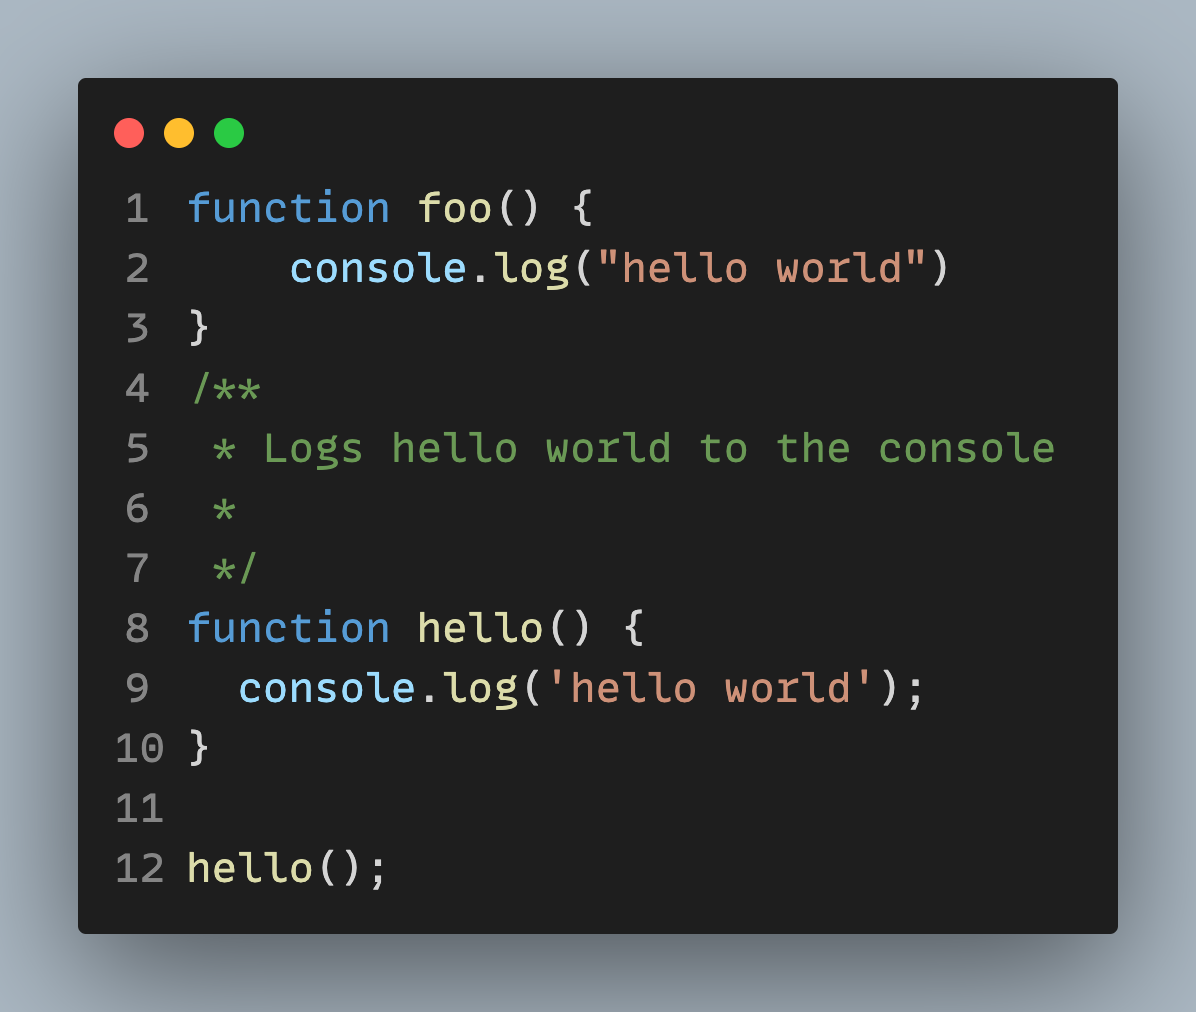 1 function foo() {
2     console.log("hello world")
3 }
4 /**
5  * Logs hello world to the console
6  *
7  */
8 function hello() {
9   console.log('hello world');
10 }
11
12 hello();